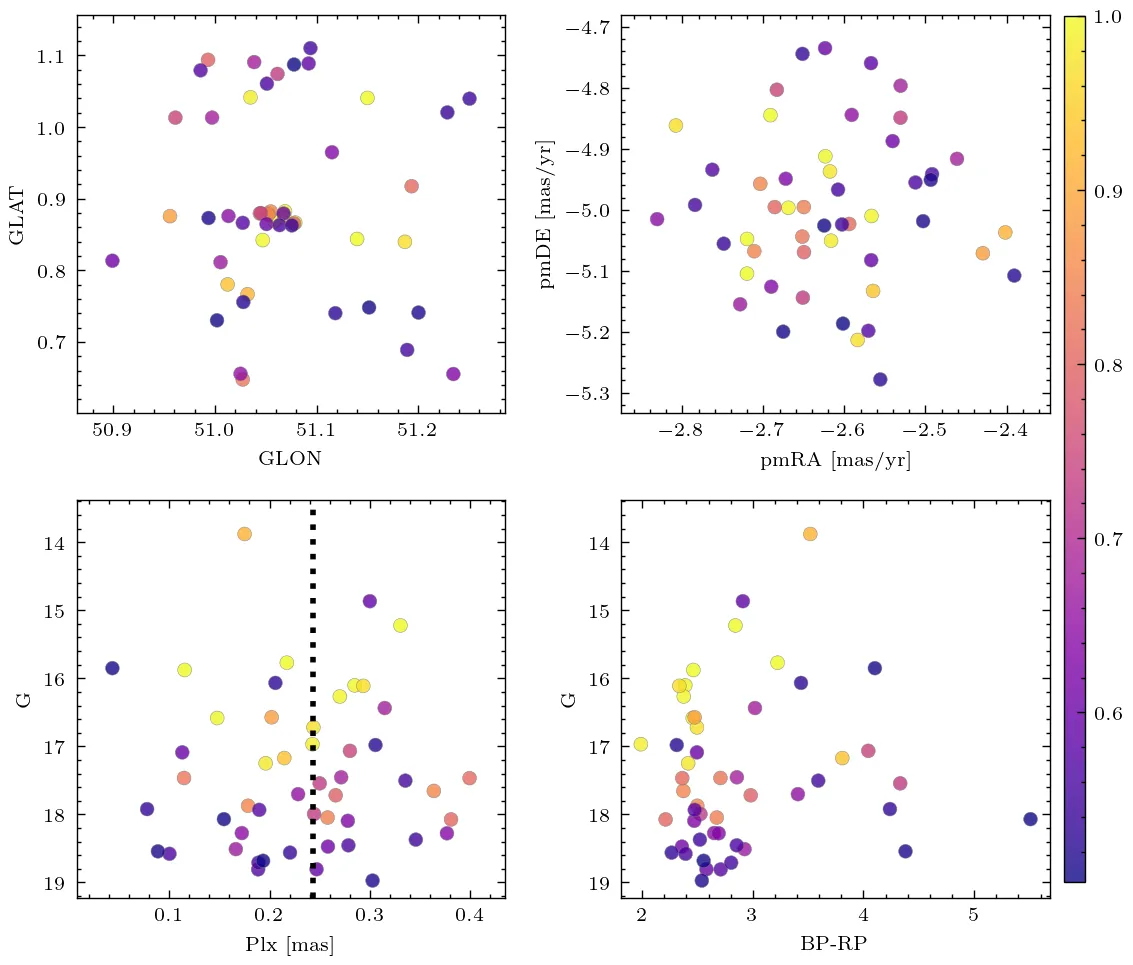 1.1
1.0
0.9
0.8
0.7
GLAT
50.9 51.0 51.1 51.2
GLON
−4.7
−4.8
−4.9
−5.0
−5.1
−5.2
−5.3
pmDE [mas/yr]
−2.8 −2.7 −2.6 −2.5 −2.4
pmRA [mas/yr]
14
15
16
17
18
19
G
0.1 0.2 0.3 0.4
Plx [mas]
14
15
16
17
18
19
G
2 3 4 5
BP-RP
1.0
0.9
0.8
0.7
0.6